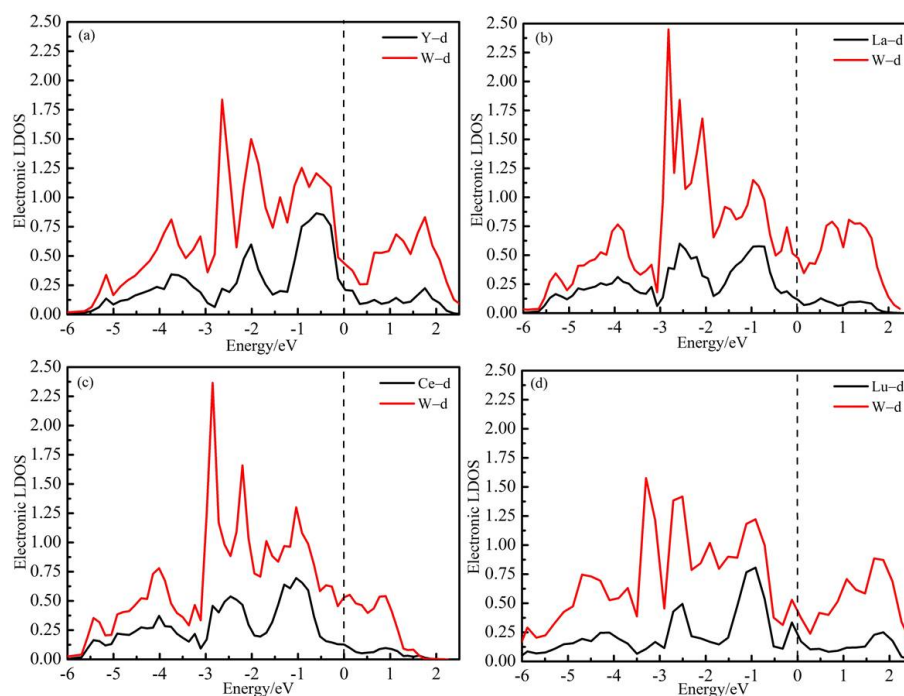 (a)
Y–d
W–d
Electronic LDOS
2.50
2.25
2.00
1.75
1.50
1.25
1.00
0.75
0.50
0.25
0.00
-6 -5 -4 -3 -2 -1 0 1 2
Energy/eV
(b)
La–d
W–d
Electronic LDOS
2.50
2.25
2.00
1.75
1.50
1.25
1.00
0.75
0.50
0.25
0.00
-6 -5 -4 -3 -2 -1 0 1 2
Energy/eV
(c)
Ce–d
W–d
Electronic LDOS
2.50
2.25
2.00
1.75
1.50
1.25
1.00
0.75
0.50
0.25
0.00
-6 -5 -4 -3 -2 -1 0 1 2
Energy/eV
(d)
Lu–d
W–d
Electronic LDOS
2.50
2.25
2.00
1.75
1.50
1.25
1.00
0.75
0.50
0.25
0.00
-6 -5 -4 -3 -2 -1 0 1 2
Energy/eV